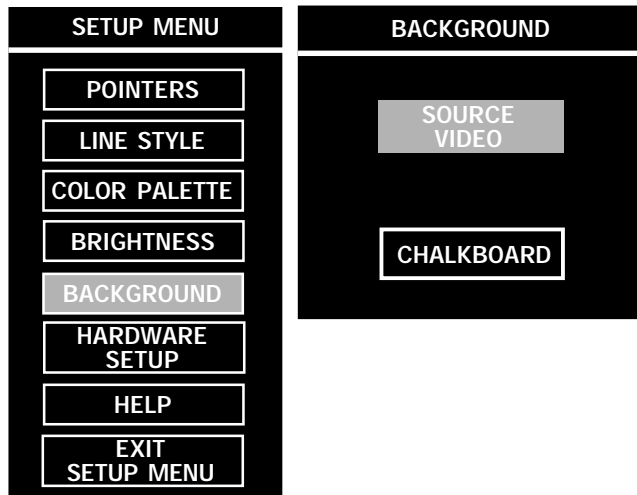 SETUP MENU
POINTERS
LINE STYLE
COLOR PALETTE
BRIGHTNESS
BACKGROUND
HARDWARE
SETUP
HELP
EXIT
SETUP MENU
BACKGROUND
SOURCE
VIDEO
CHALKBOARD